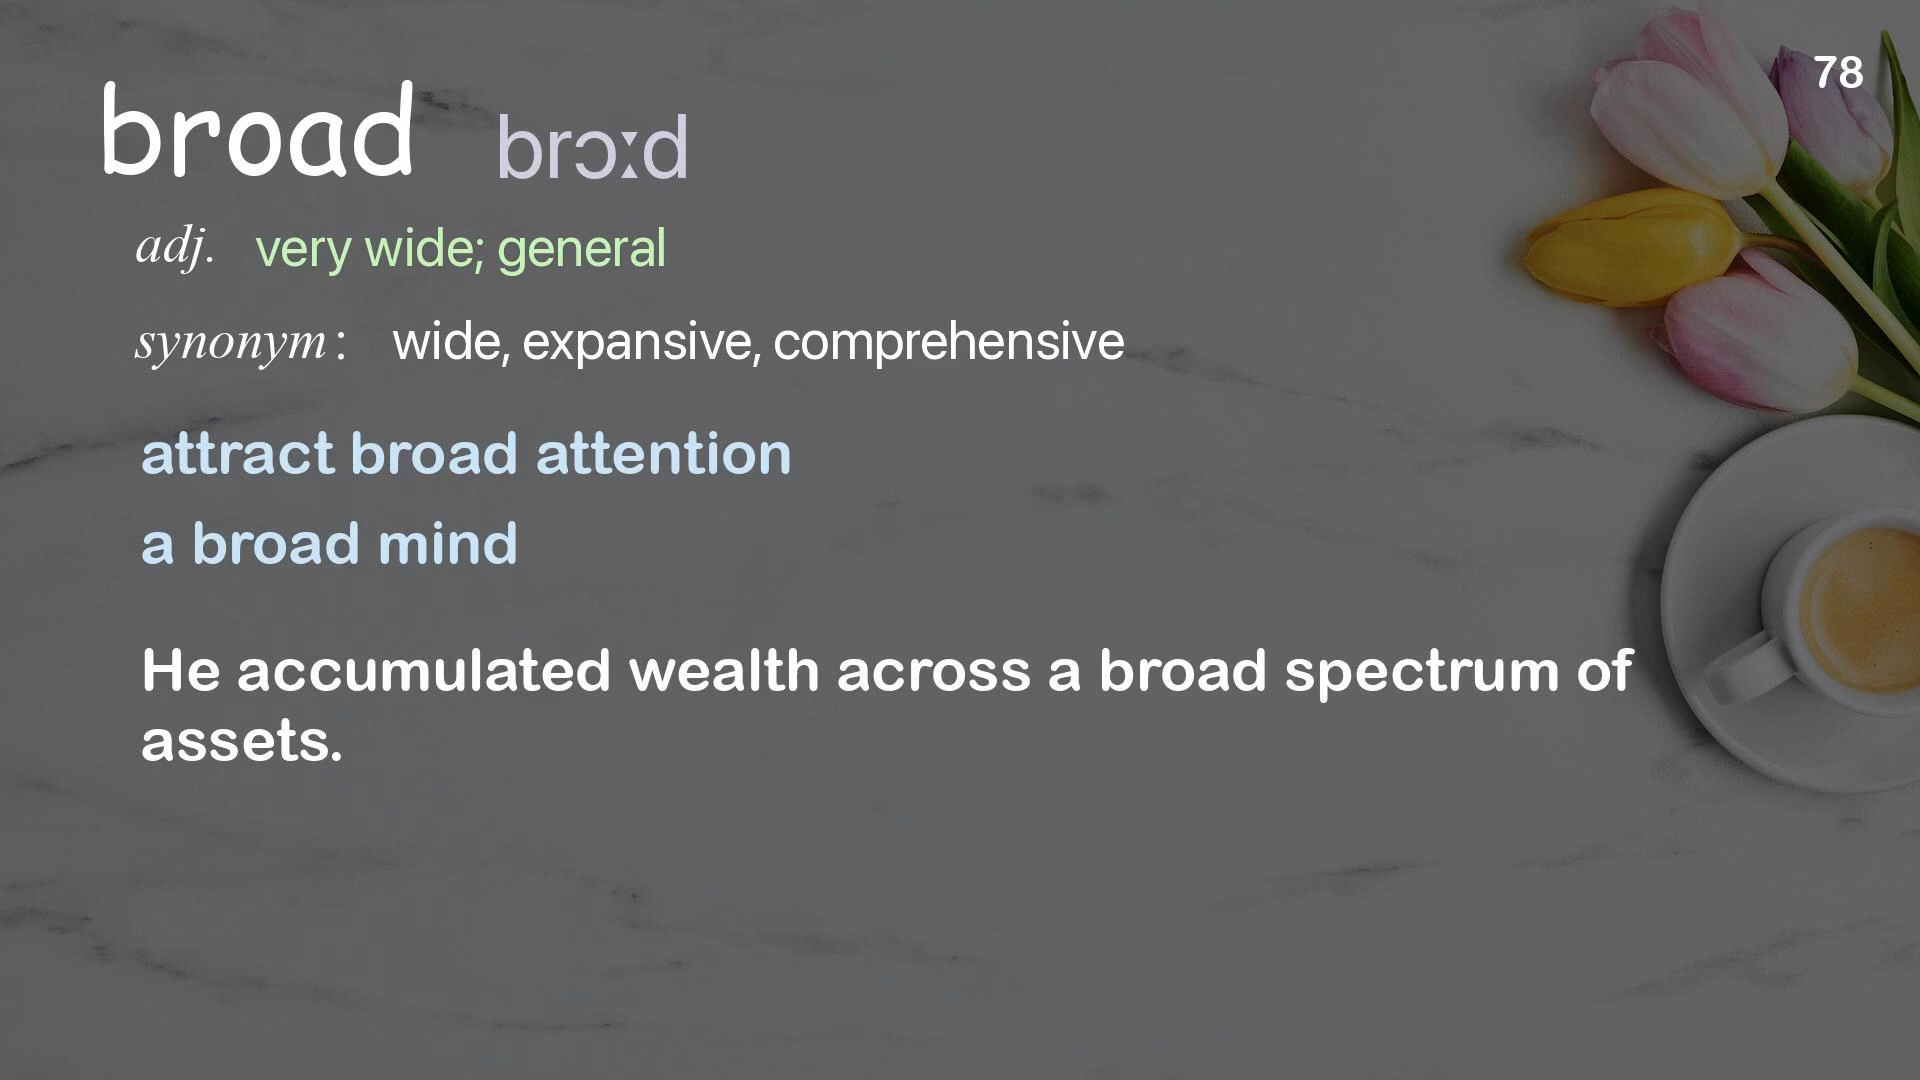 78
broad brɔːd
adj. very wide; general
synonym : wide, expansive, comprehensive
attract broad attention
a broad mind
He accumulated wealth across a broad spectrum of
assets.